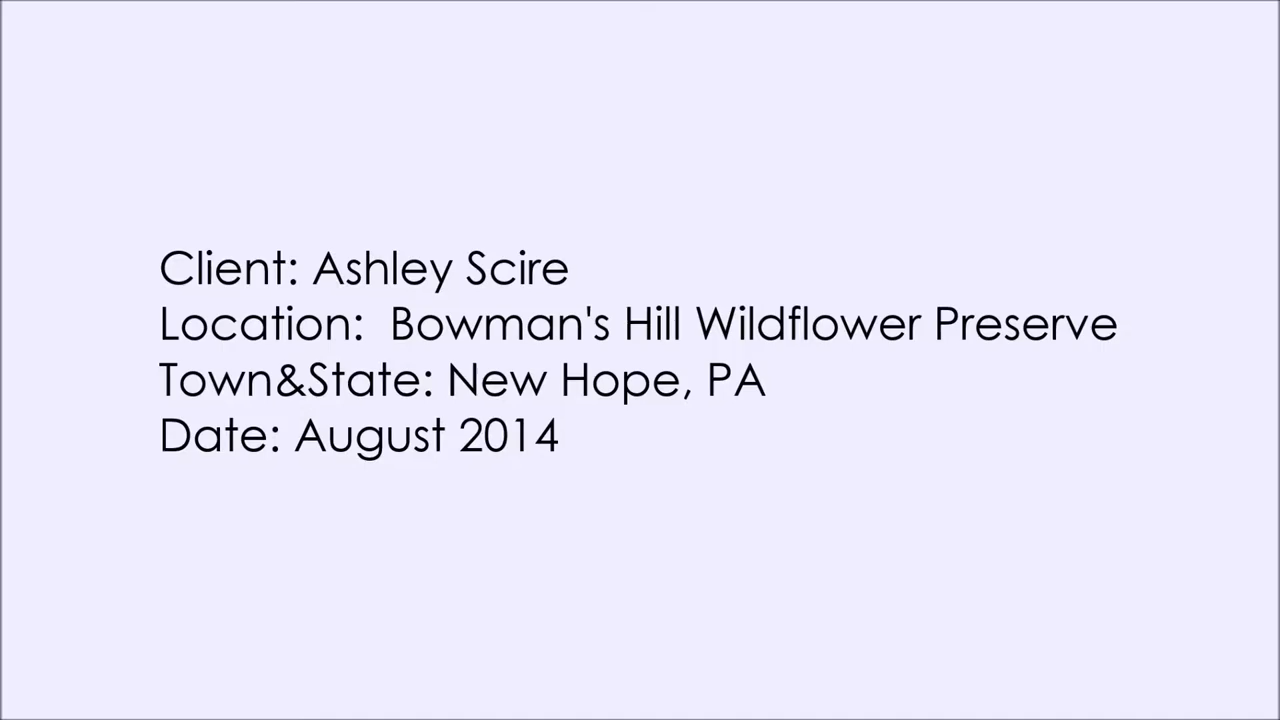 Client: Ashley Scire
Location:  Bowman's Hill Wildflower Preserve
Town&State: New Hope, PA
Date: August 2014